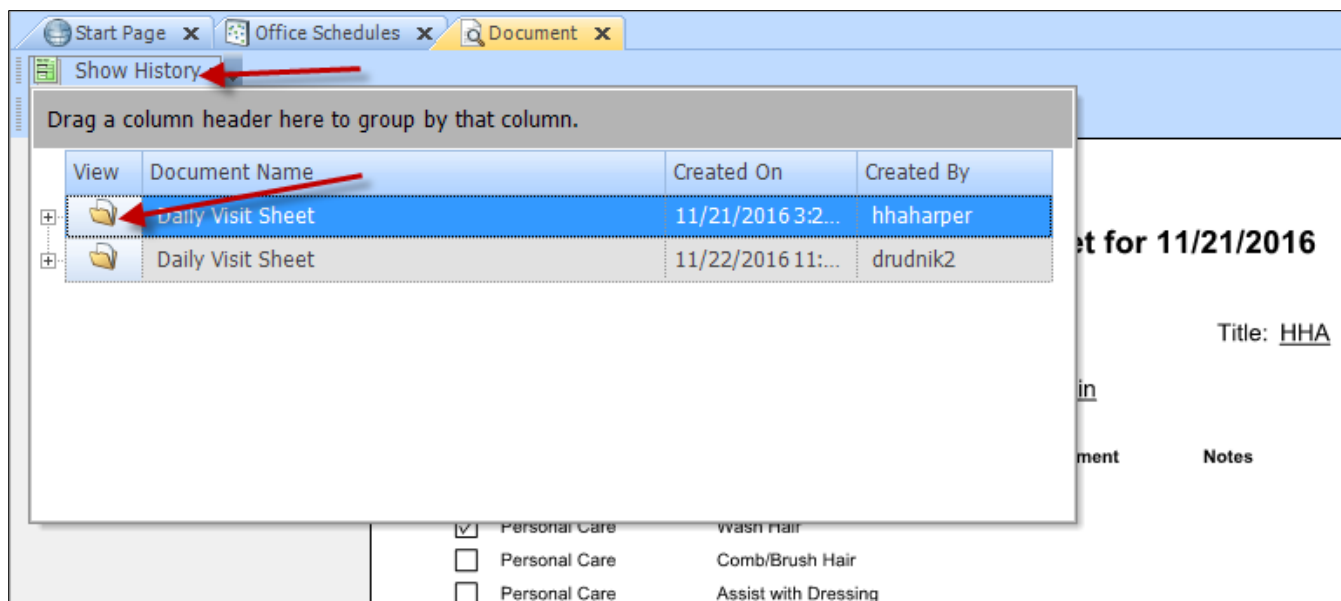 Start Page x Office Schedules x Document x
Show History
Drag a column header here to group by that column.
View Document Name Created On Created By
Daily Visit Sheet 11/21/2016 3:2... hhaharper
Daily Visit Sheet 11/22/2016 11:... drudnik2
et for 11/21/2016
Title: HHA
in
ment Notes
Personal Care Wash Hair
Personal Care Comb/Brush Hair
Personal Care Assist with Dressing